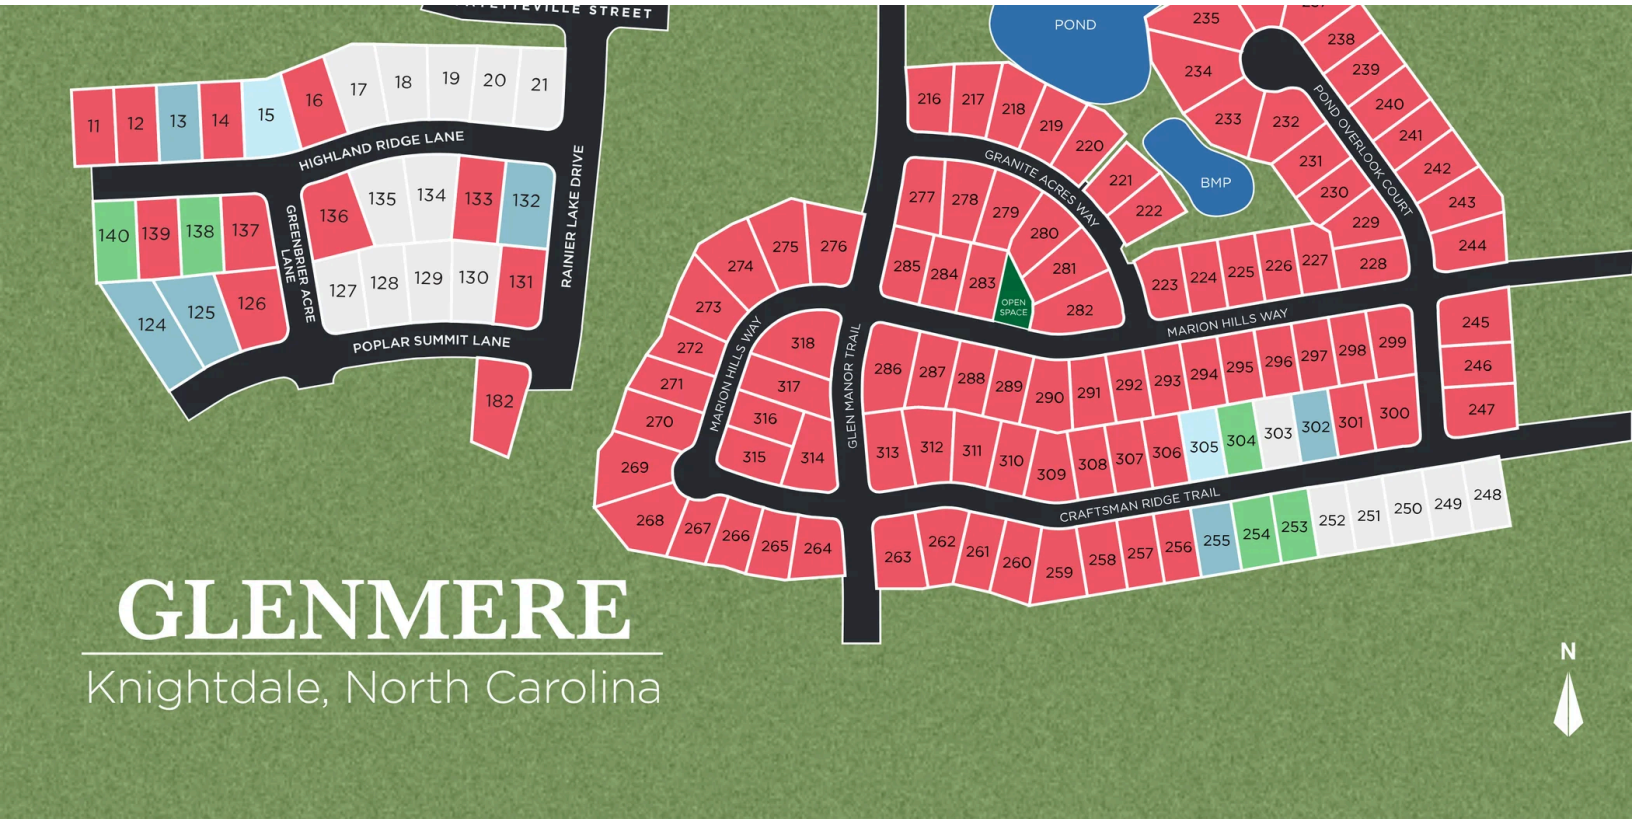 STREET
POND
BMP
11 12 13 14 15 16 17 18 19 20 21
HIGHLAND RIDGE LANE
140 139 138 137
136 135 134 133 132
GREENBRIER ACRE
LANE
RAINIER LAKE DRIVE
124 125 126
127 128 129 130 131
POPLAR SUMMIT LANE
182
216 217 218 219 220
221
222
GRANITE ACRES WAY
277 278 279 280 281 282
285 284 283
OPEN
SPACE
235
234
233
232
231
230
229
228
223 224 225 226 227
POND OVERLOOK COURT
238
239
240
241
242
243
244
245
246
247
MARION HILLS WAY
276
275
274
273
272
271
270
269
268
267 266 265 264
MARION HILLS WAY
318
317
316
315 314
GLEN MANOR TRAIL
286 287 288 289 290 291 292 293 294 295 296 297 298 299
313 312 311 310 309 308 307 306 305 304 303 302 301 300
CRAFTSMAN RIDGE TRAIL
263 262 261 260 259 258 257 256 255 254 253 252 251 250 249 248
GLENMERE
Knightdale, North Carolina
N